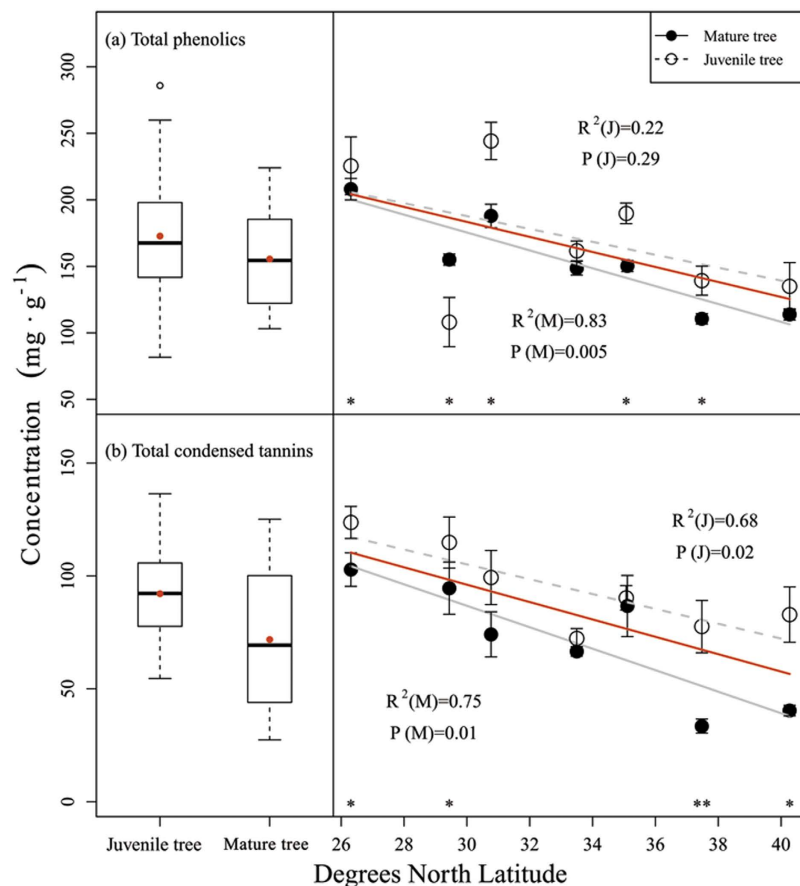 (a) Total phenolics
Mature tree
Juvenile tree
300
250
200
150
100
50
R²(J)=0.22
P (J)=0.29
R²(M)=0.83
P (M)=0.005
* * * * *
Concentration (mg · g⁻¹)
(b) Total condensed tannins
150
100
50
0
R²(J)=0.68
P (J)=0.02
R²(M)=0.75
P (M)=0.01
* * ** *
Juvenile tree Mature tree
26 28 30 32 34 36 38 40
Degrees North Latitude